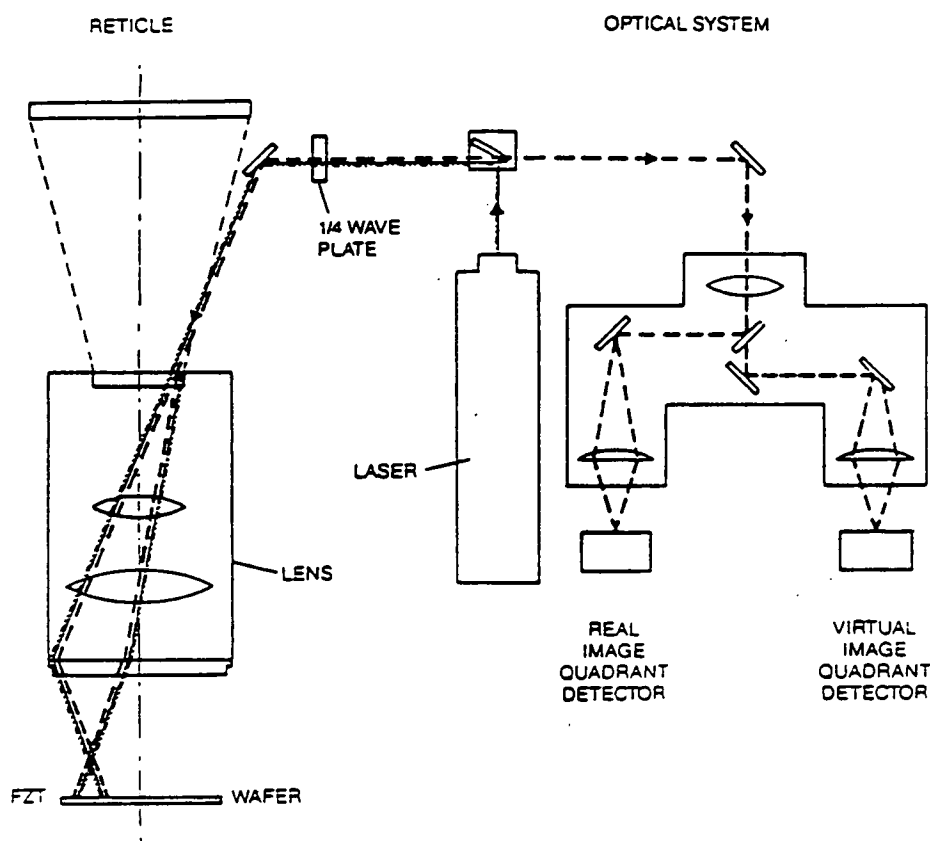 RETICLE
OPTICAL SYSTEM
1/4 WAVE
PLATE
LASER
LENS
REAL
IMAGE
QUADRANT
DETECTOR
VIRTUAL
IMAGE
QUADRANT
DETECTOR
FZT
WAFER